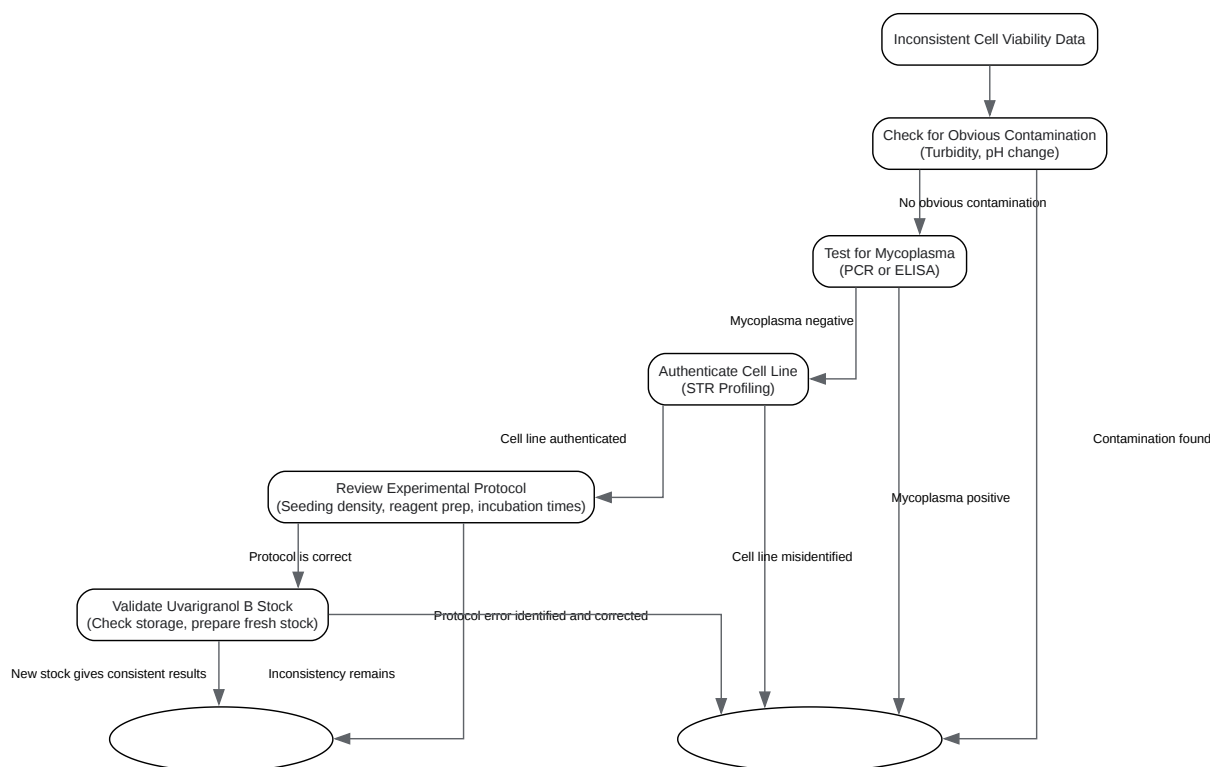 Inconsistent Cell Viability Data
Check for Obvious Contamination
(Turbidity, pH change)
No obvious contamination
Test for Mycoplasma
(PCR or ELISA)
Mycoplasma negative
Authenticate Cell Line
(STR Profiling)
Cell line authenticated
Contamination found
Review Experimental Protocol
(Seeding density, reagent prep, incubation times)
Mycoplasma positive
Protocol is correct
Cell line misidentified
Validate Uvarigranol B Stock
(Check storage, prepare fresh stock)
Protocol error identified and corrected
New stock gives consistent results
Inconsistency remains